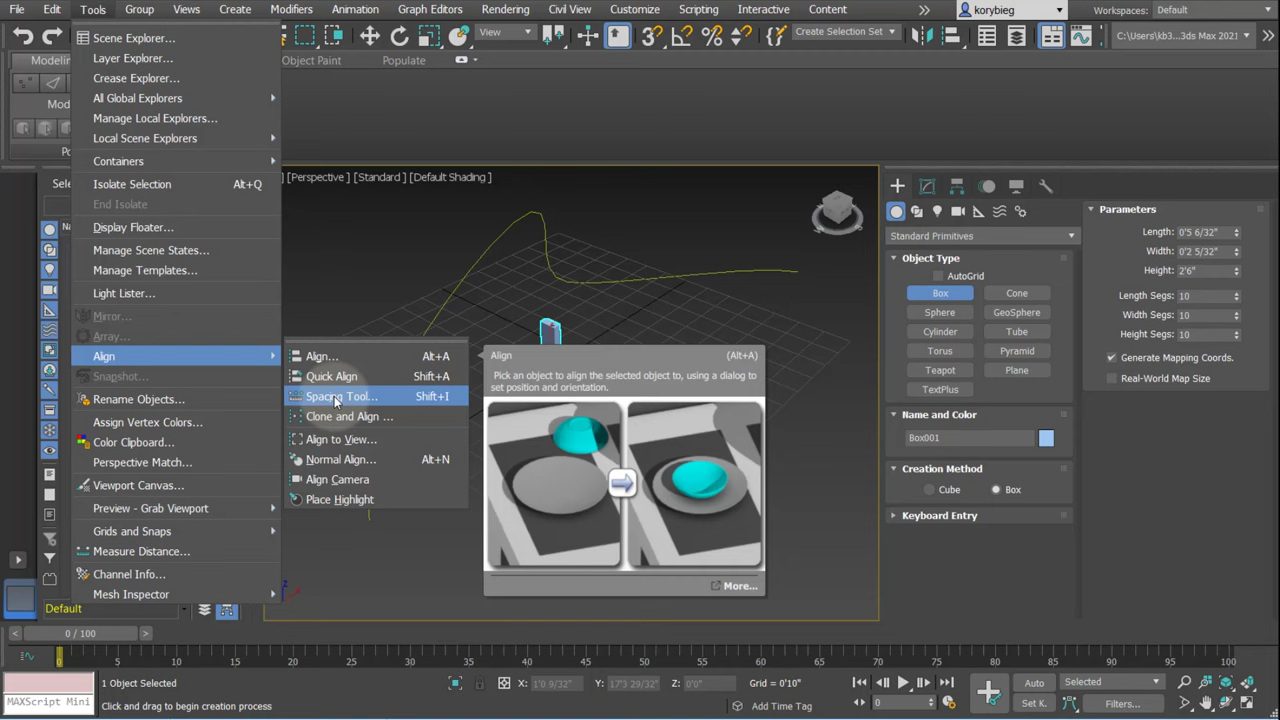 File Edit Tools Group Views Create Modifiers Animation Graph Editors Rendering Civil View Customize Scripting Interactive Content korybieg Workspaces: Default
View Create Selection Set C:\Users\kb3...3ds Max 2021
Object Paint Populate
Scene Explorer...
Layer Explorer...
Crease Explorer...
All Global Explorers
Manage Local Explorers...
Local Scene Explorers
Containers
Isolate Selection Alt+Q
End Isolate
Display Floater...
Manage Scene States...
Manage Templates...
Light Lister...
Mirror...
Array...
Align
Snapshot...
Rename Objects...
Assign Vertex Colors...
Color Clipboard...
Perspective Match...
Viewport Canvas...
Preview - Grab Viewport
Grids and Snaps
Measure Distance...
Channel Info...
Mesh Inspector
Align... Alt+A
Quick Align Shift+A
Spacing Tool... Shift+I
Clone and Align ...
Align to View...
Normal Align... Alt+N
Align Camera
Place Highlight
Align (Alt+A)
Pick an object to align the selected object to, using a dialog to
set position and orientation.
More...
[Perspective ] [Standard ] [Default Shading ]
Standard Primitives
Object Type
AutoGrid
Box Cone
Sphere GeoSphere
Cylinder Tube
Torus Pyramid
Teapot Plane
TextPlus
Name and Color
Box001
Creation Method
Cube Box
Keyboard Entry
Parameters
Length: 0'5 6/32"
Width: 0'2 5/32"
Height: 2'6"
Length Segs: 10
Width Segs: 10
Height Segs: 10
Generate Mapping Coords.
Real-World Map Size
Default
0 / 100
0 5 10 15 20 25 30 35 40 45 50 55 60 65 70 75 80 85 90 95 100
1 Object Selected X: 1'0 9/32" Y: 17'3 29/32" Z: 0'0" Grid = 0'10" Auto Selected
MAXScript Mini Click and drag to begin creation process Add Time Tag 0 Set K. Filters...